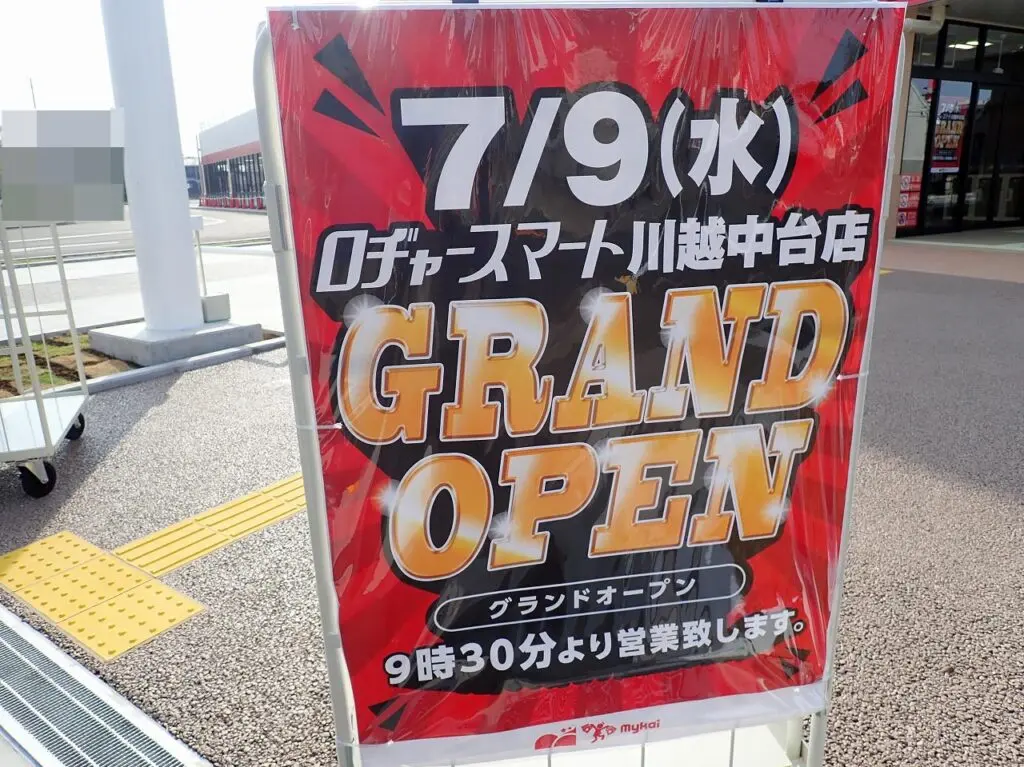 7/9(水)
ロヂャースマート川越中台店
GRAND
OPEN
グランドオープン
9時30分より営業致します。
mykai